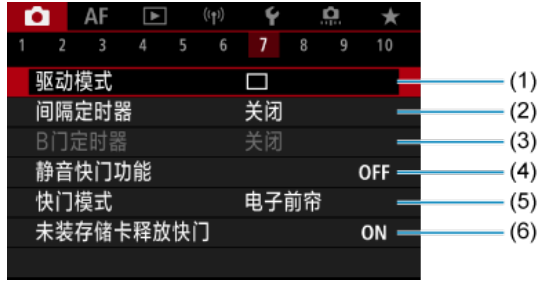 AF
1 2 3 4 5 6 7 8 9 10
驱动模式 (1)
间隔定时器 关闭 (2)
B门定时器 关闭 (3)
静音快门功能 OFF (4)
快门模式 电子前帘 (5)
未装存储卡释放快门 ON (6)